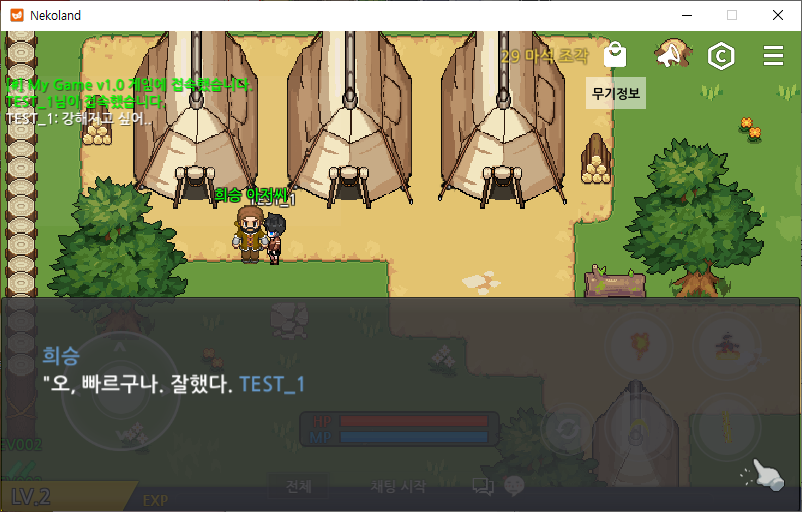 Nekoland
29 마석 조각
[#] My Game v1.0 게임에 접속했습니다.
TEST_1님이 접속했습니다.
TEST_1: 강해지고 싶어..
무기정보
희승 아저씨
TEST_1
희승
"오, 빠르구나. 잘했다. TEST_1
HP
MP
EV002
전체
채팅 시작
LV.2
EXP